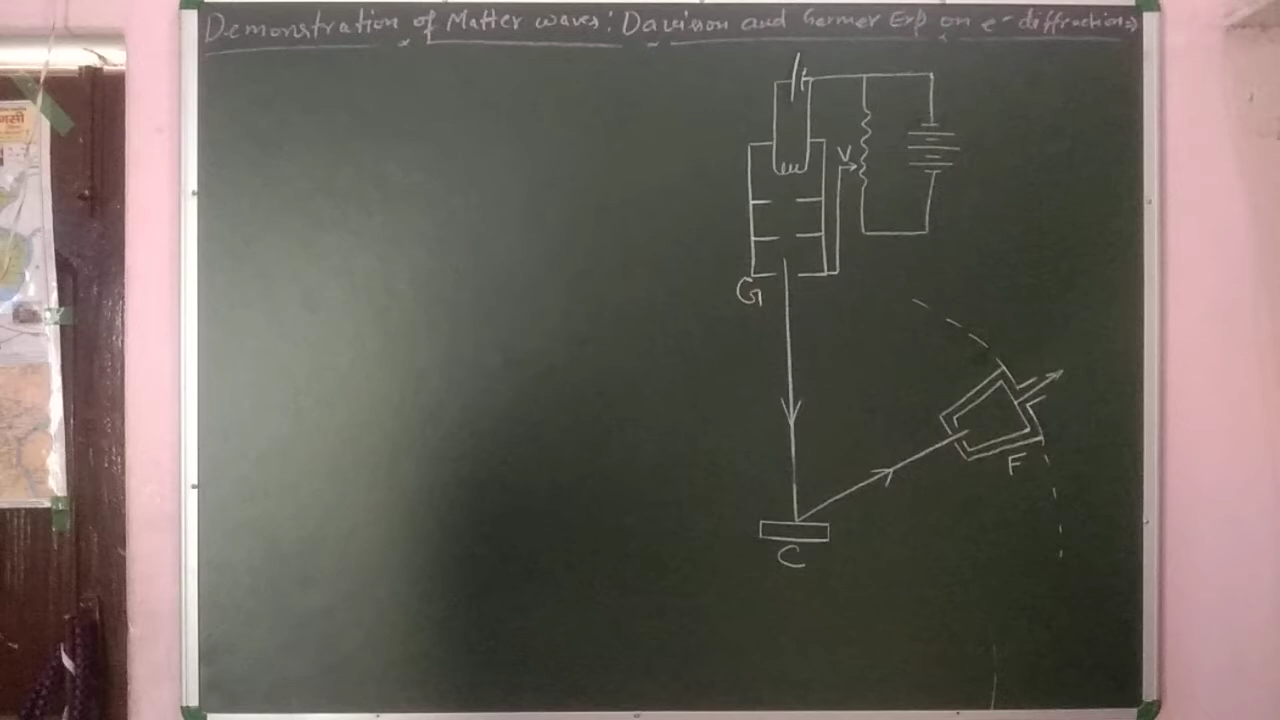 Demonstration of Matter waves: Davisson and Germer Exp on e- diffraction
V
G
F
C